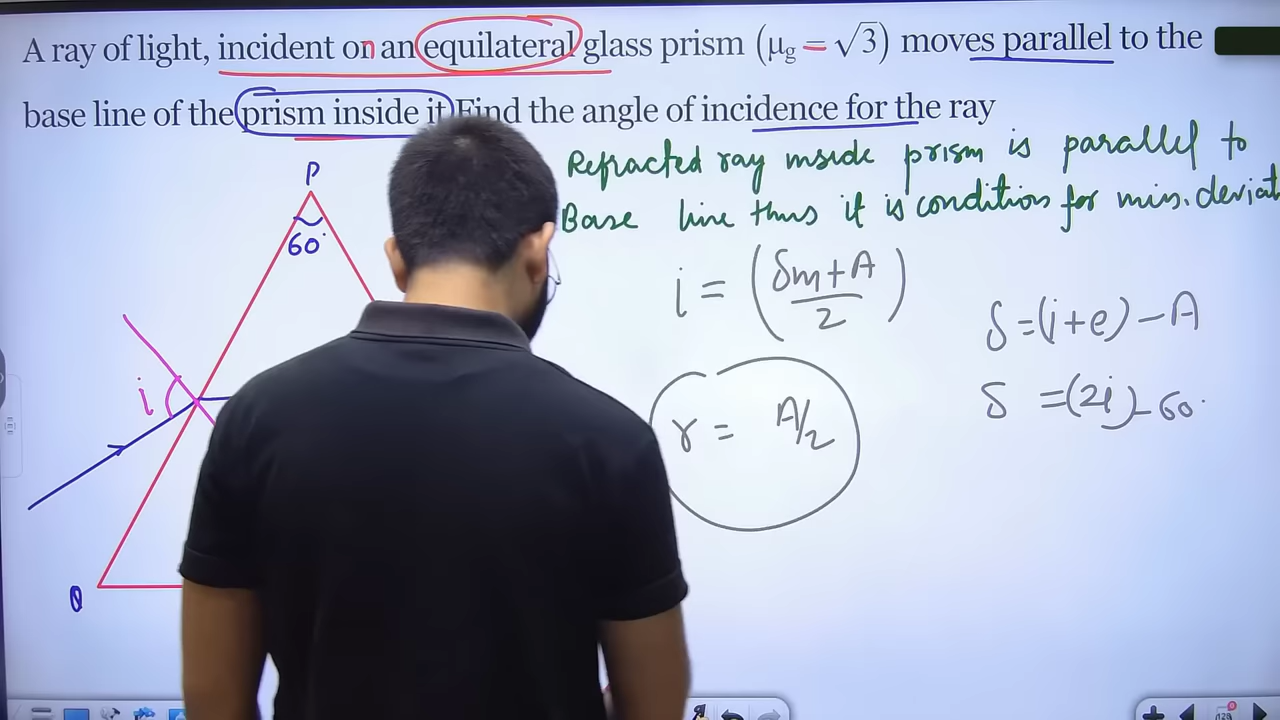 A ray of light, incident on an equilateral glass prism (μg = √3) moves parallel to the
base line of the prism inside it Find the angle of incidence for the ray
Refracted ray inside prism is parallel to
Base line thus it is condition for min. deviat
P
60°
i
Q
i = (δm+A / 2)
r = A/2
δ = (i+e) - A
δ = (2i) - 60°